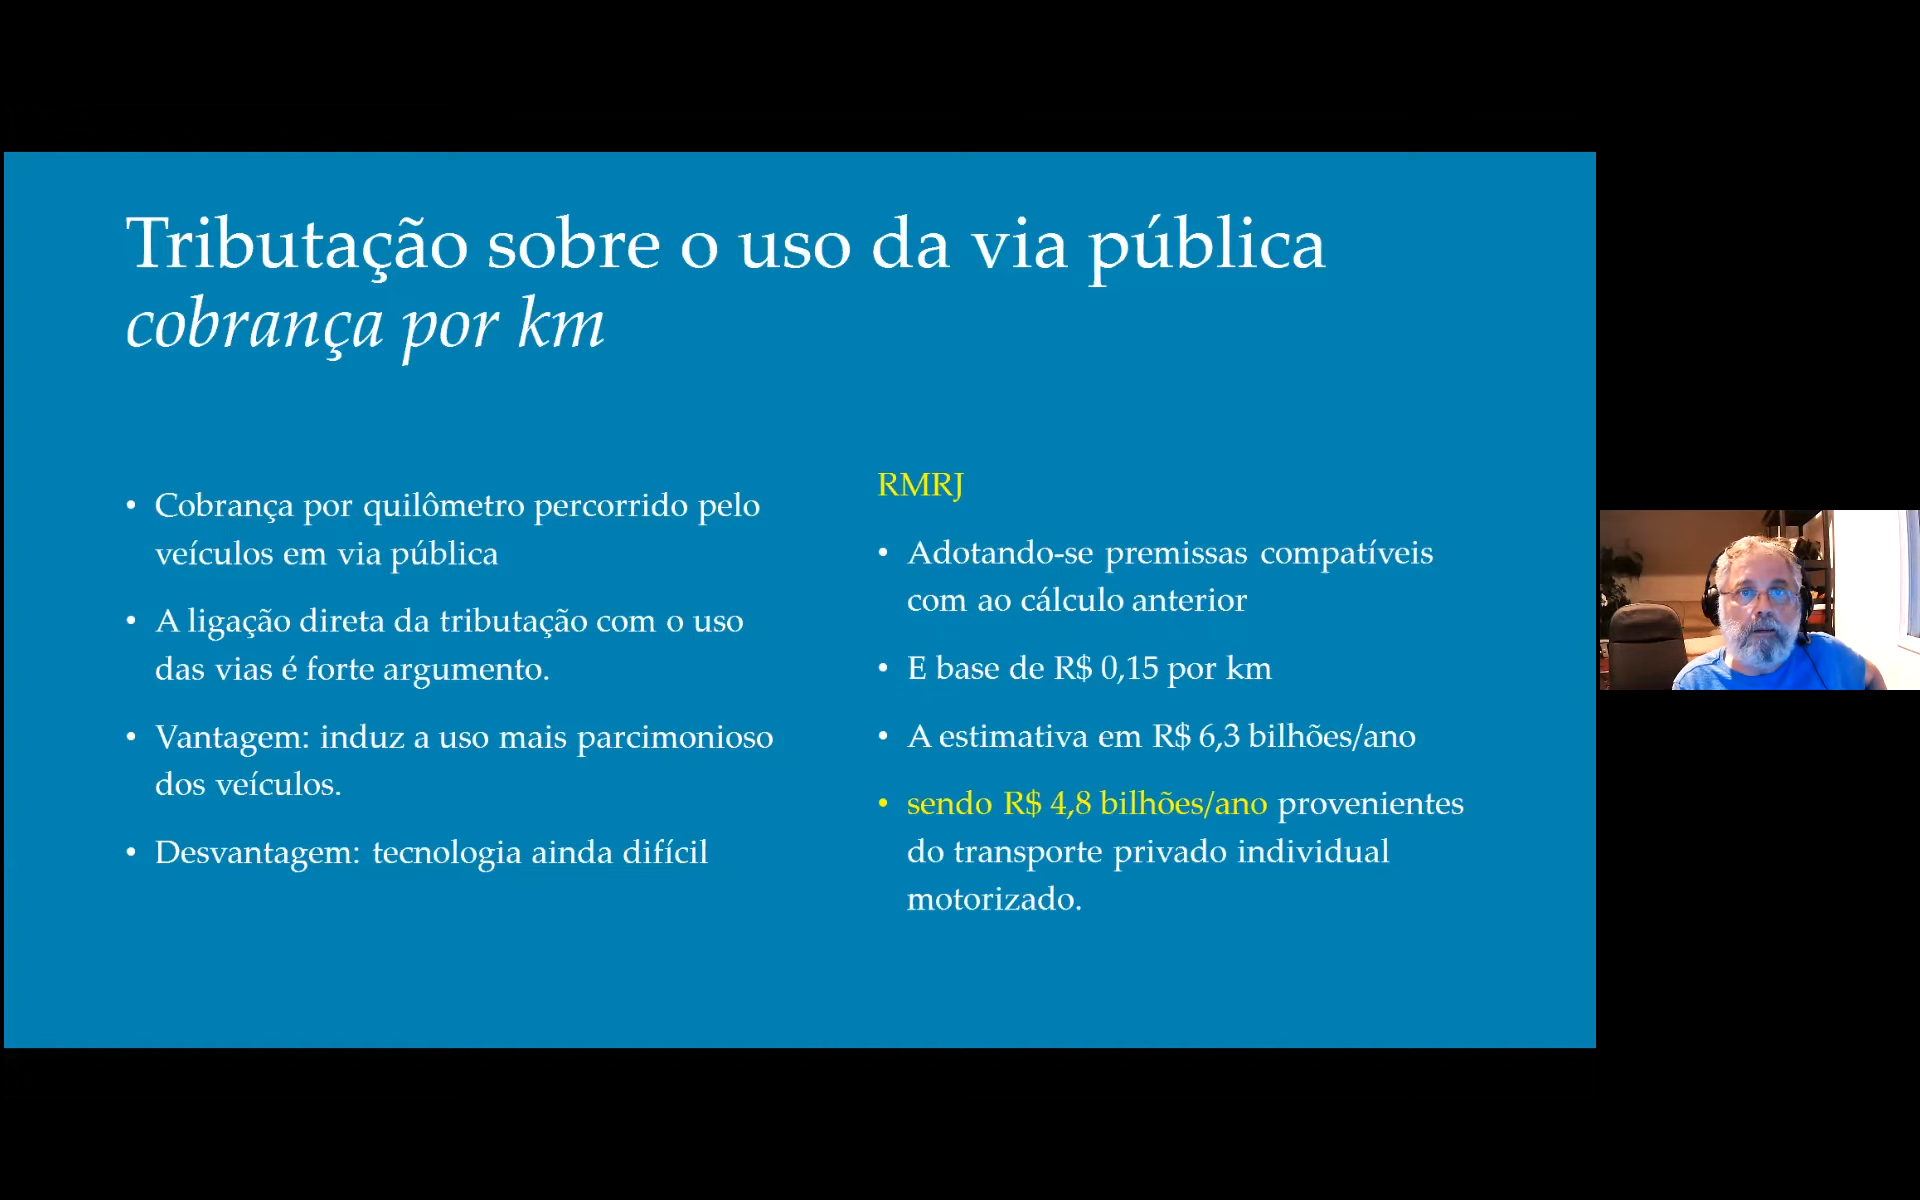 Tributação sobre o uso da via pública
cobrança por km
• Cobrança por quilômetro percorrido pelo
veículos em via pública
• A ligação direta da tributação com o uso
das vias é forte argumento.
• Vantagem: induz a uso mais parcimonioso
dos veículos.
• Desvantagem: tecnologia ainda difícil
RMRJ
• Adotando-se premissas compatíveis
com ao cálculo anterior
• E base de R$ 0,15 por km
• A estimativa em R$ 6,3 bilhões/ano
• sendo R$ 4,8 bilhões/ano provenientes
do transporte privado individual
motorizado.